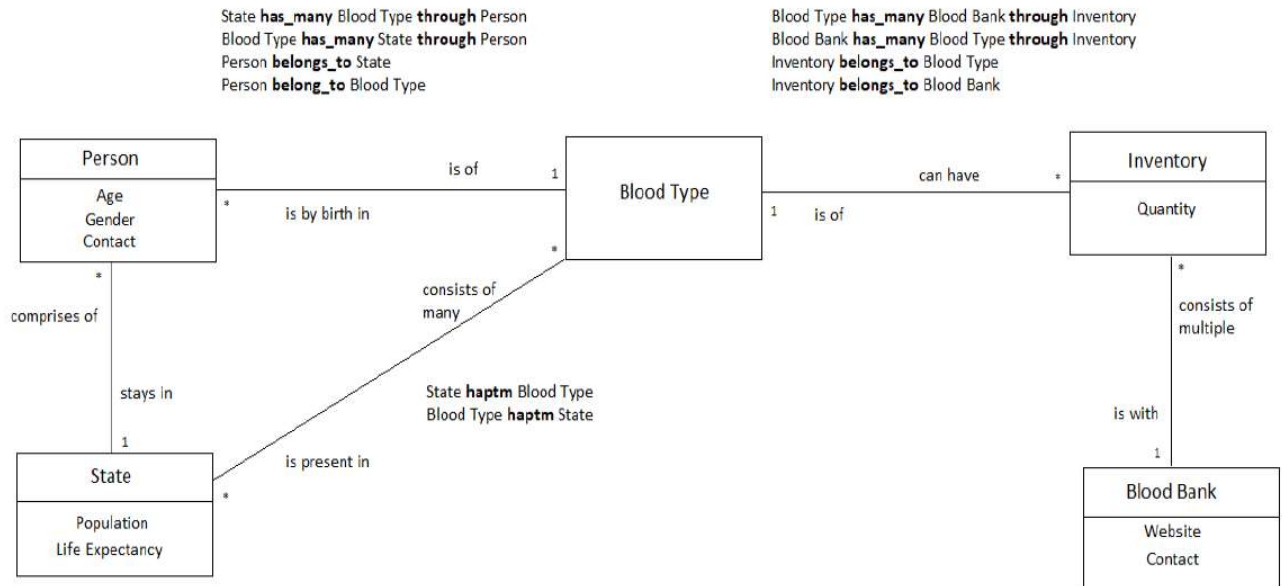 State has_many Blood Type through Person
Blood Type has_many State through Person
Person belongs_to State
Person belong_to Blood Type
Blood Type has_many Blood Bank through Inventory
Blood Bank has_many Blood Type through Inventory
Inventory belongs_to Blood Type
Inventory belongs_to Blood Bank
Person
Age
Gender
Contact
is of
1
*
is by birth in
Blood Type
can have
*
1
is of
Inventory
Quantity
*
comprises of
stays in
1
*
consists of
many
State haptm Blood Type
Blood Type haptm State
is present in
*
*
consists of
multiple
is with
1
State
Population
Life Expectancy
Blood Bank
Website
Contact